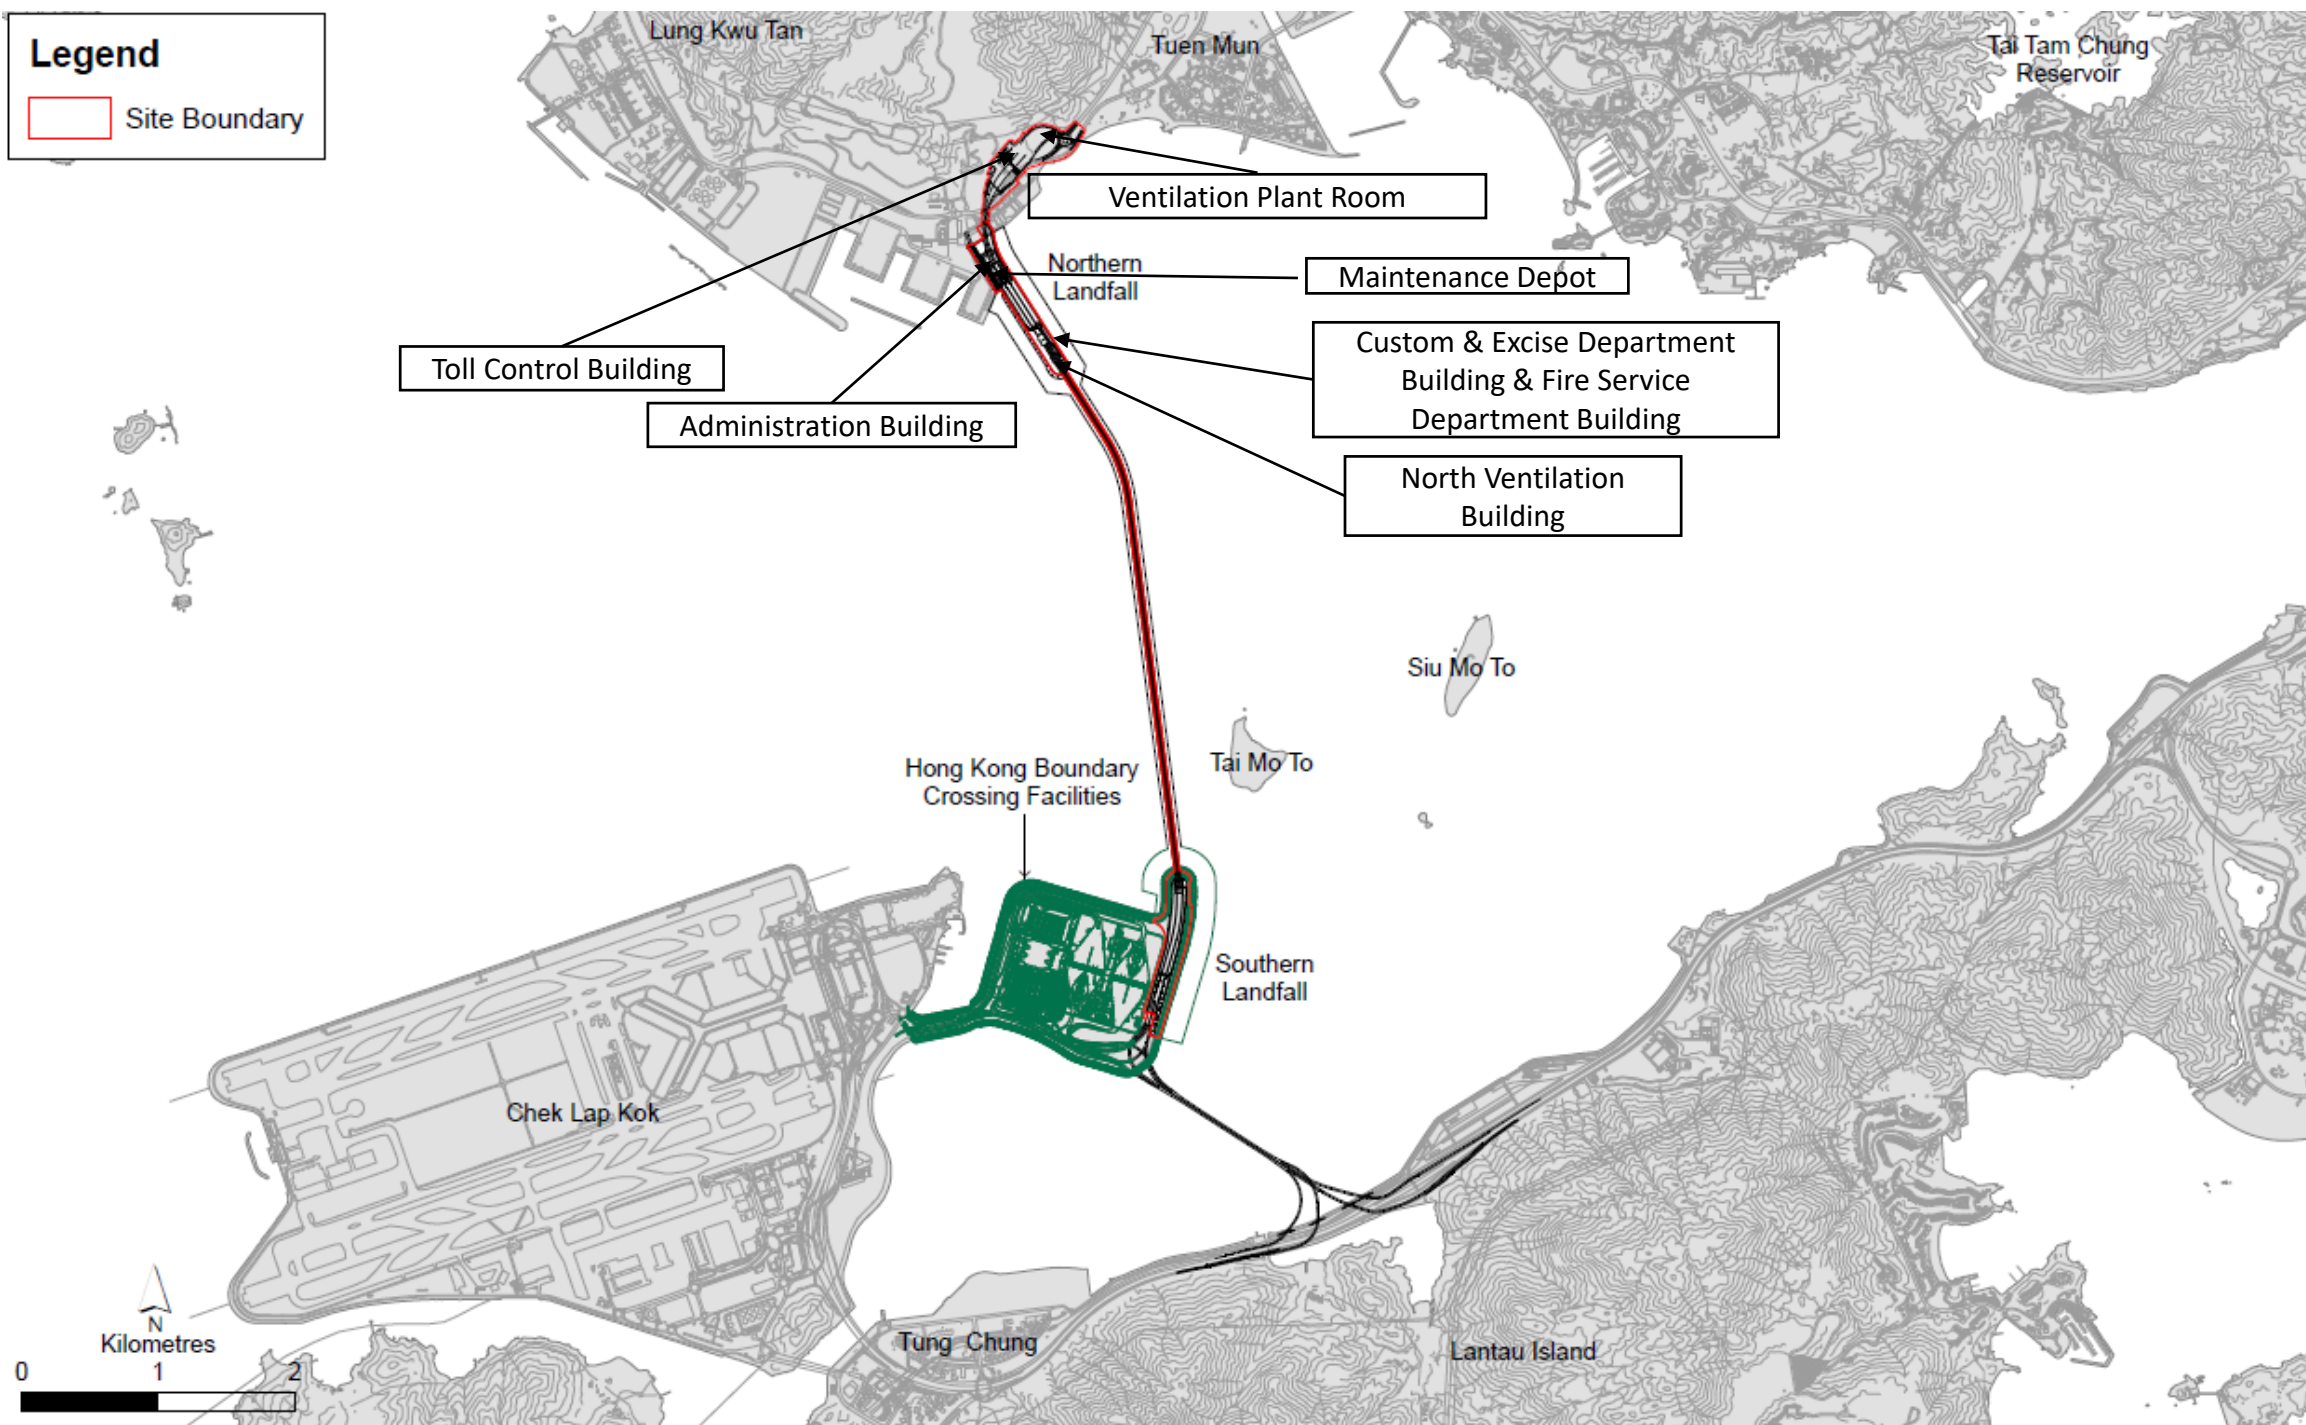 Legend
Site Boundary
Lung Kwu Tan
Tuen Mun
Tai Tam Chung
Reservoir
Ventilation Plant Room
Northern
Landfall
Maintenance Depot
Toll Control Building
Custom & Excise Department
Building & Fire Service
Department Building
Administration Building
North Ventilation
Building
Siu Mo To
Tai Mo To
Hong Kong Boundary
Crossing Facilities
Southern
Landfall
Chek Lap Kok
N
Kilometres
0 1 2
Tung Chung
Lantau Island